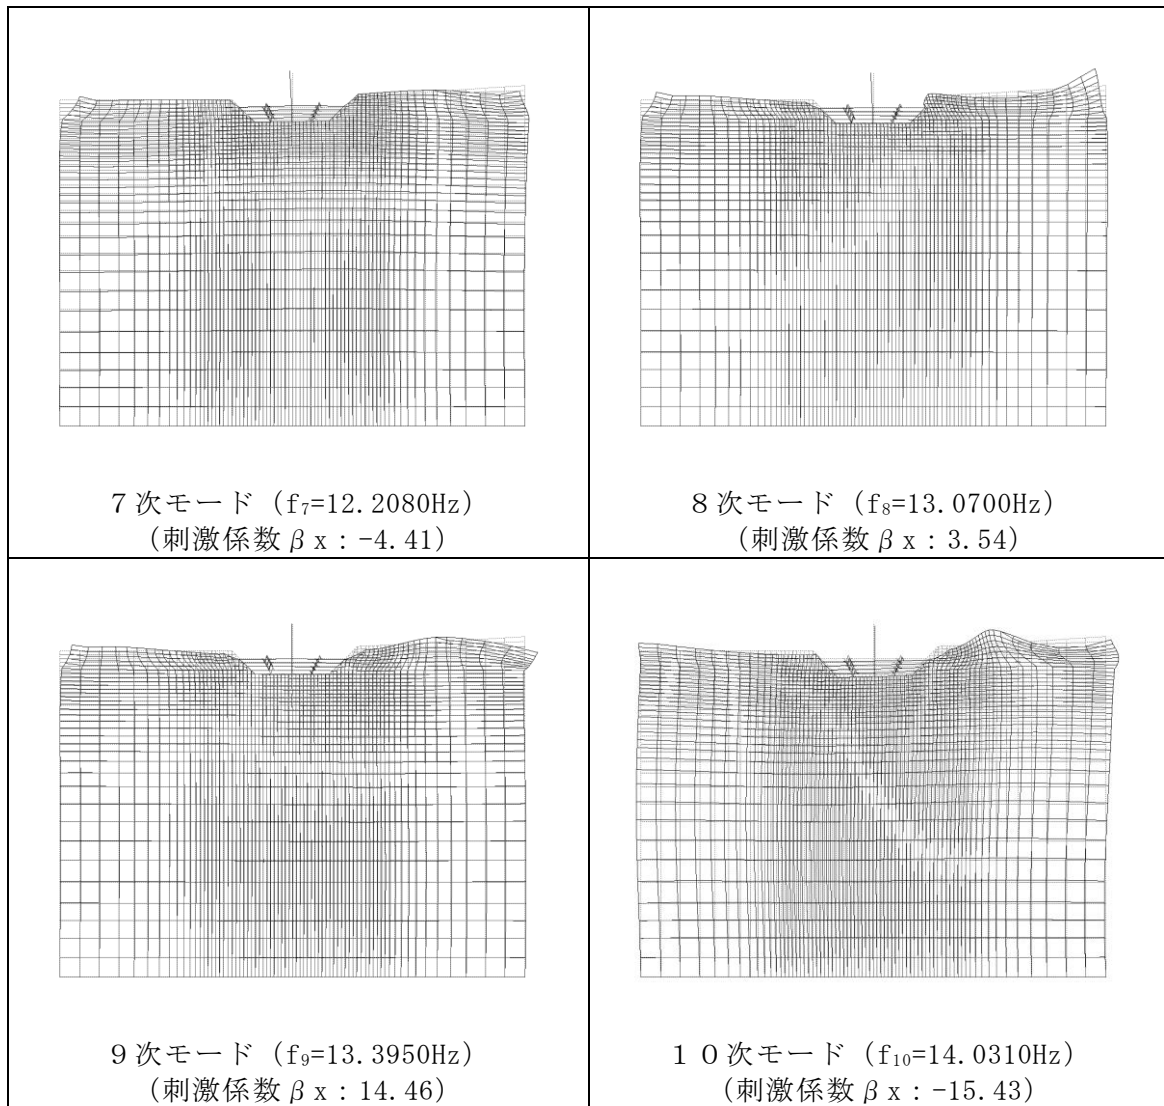 7次モード (f₇=12.2080Hz)
(刺激係数βx:-4.41)
8次モード (f₈=13.0700Hz)
(刺激係数βx:3.54)
9次モード (f₉=13.3950Hz)
(刺激係数βx:14.46)
10次モード (f₁₀=14.0310Hz)
(刺激係数βx:-15.43)